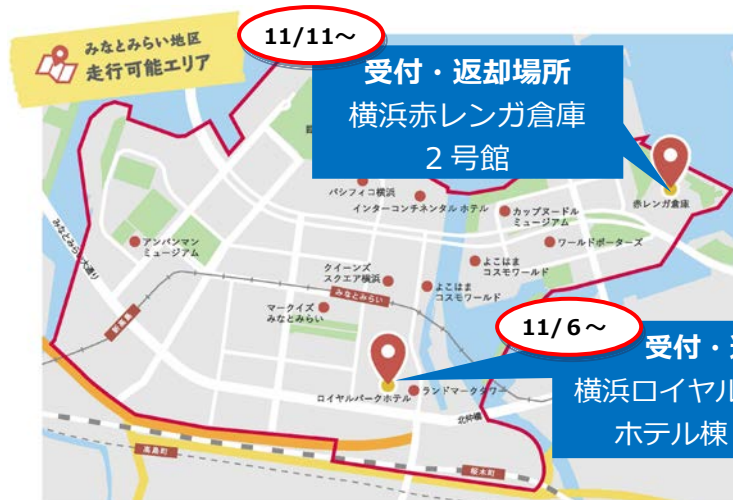 みなとみらい地区
走行可能エリア
11/11～
受付・返却場所
横浜赤レンガ倉庫
２号館
パシフィコ横浜
インターコンチネンタル ホテル
カップヌードル
ミュージアム
赤レンガ倉庫
ワールドポーターズ
アンパンマン
ミュージアム
みなとみらい大通り
よこはま
コスモワールド
クイーンズ
スクエア横浜
よこはま
コスモワールド
みなとみらい
マークイズ
みなとみらい
新高島
11/６～
受付・
横浜ロイヤル
ホテル棟
ロイヤルパークホテル
ランドマークタワー
北仲橋
高島町
桜木町